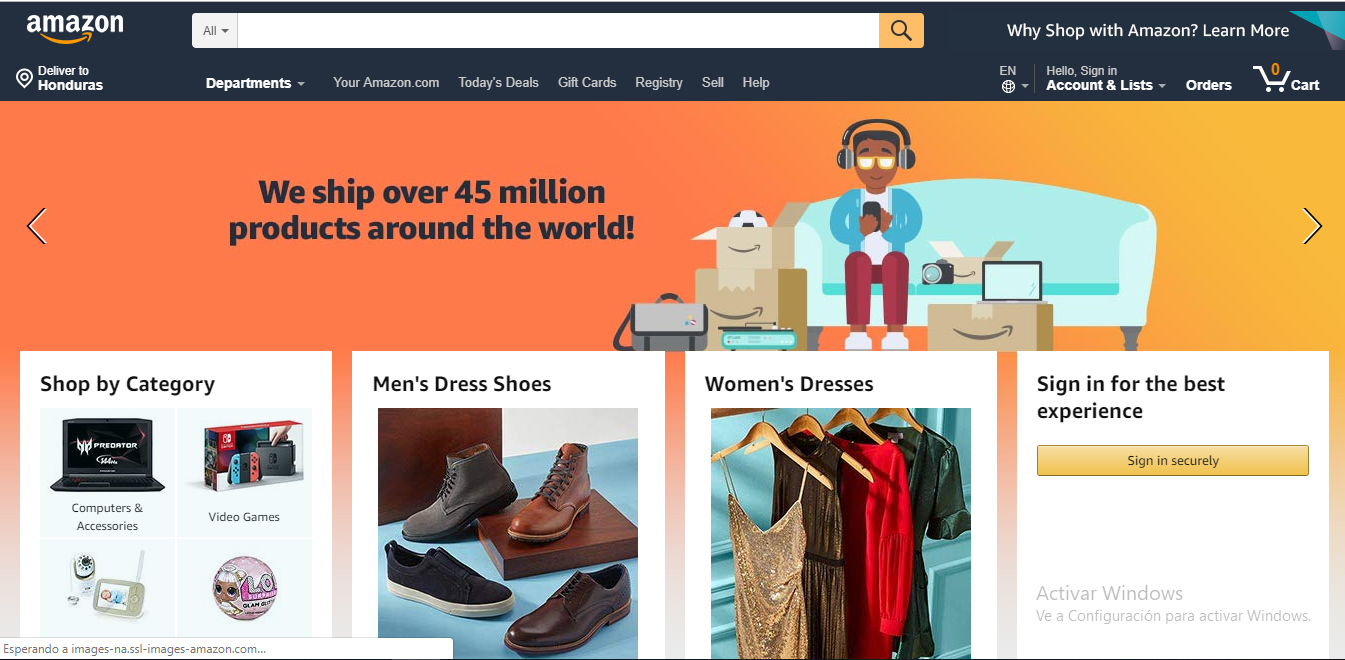 amazon
All
Why Shop with Amazon? Learn More
Deliver to
Honduras
Departments
Your Amazon.com
Today's Deals
Gift Cards
Registry
Sell
Help
EN
Hello, Sign in
Account & Lists
Orders
0
Cart
We ship over 45 million
products around the world!
Shop by Category
PREDATOR
144Hz
Computers &
Accessories
Video Games
L.O.L
SURPRISE
GLAM GLITTER
Men's Dress Shoes
Women's Dresses
Sign in for the best
experience
Sign in securely
Activar Windows
Ve a Configuración para activar Windows.
Esperando a images-na.ssl-images-amazon.com...